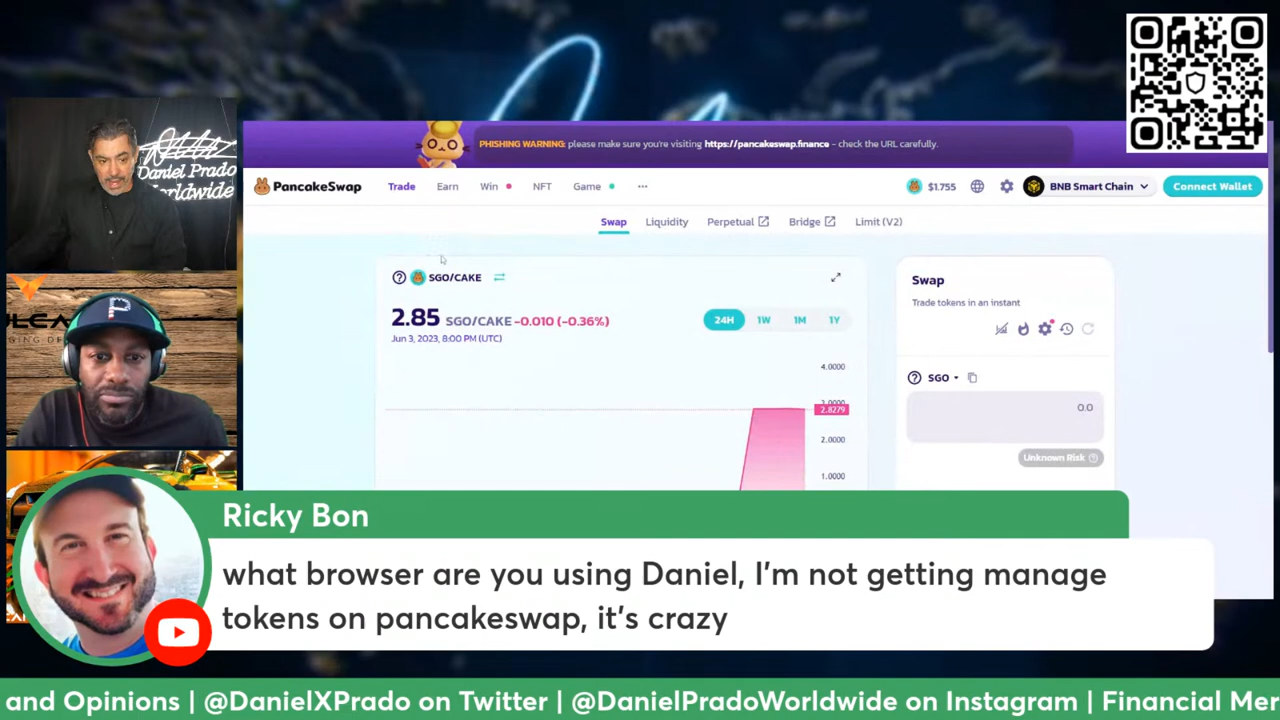 Daniel Prado
Worldwide
PHISHING WARNING: please make sure you're visiting https://pancakeswap.finance - check the URL carefully.
PancakeSwap
Trade
Earn
Win
NFT
Game
$1.755
BNB Smart Chain
Connect Wallet
Swap
Liquidity
Perpetual
Bridge
Limit (V2)
SGO/CAKE
2.85 SGO/CAKE -0.010 (-0.36%)
Jun 3, 2023, 8:00 PM (UTC)
24H
1W
1M
1Y
4.0000
3.0000
2.8279
2.0000
1.0000
Swap
Trade tokens in an instant
SGO
0.0
Unknown Risk
Ricky Bon
what browser are you using Daniel, I'm not getting manage
tokens on pancakeswap, it's crazy
and Opinions | @DanielXPrado on Twitter | @DanielPradoWorldwide on Instagram | Financial Mer